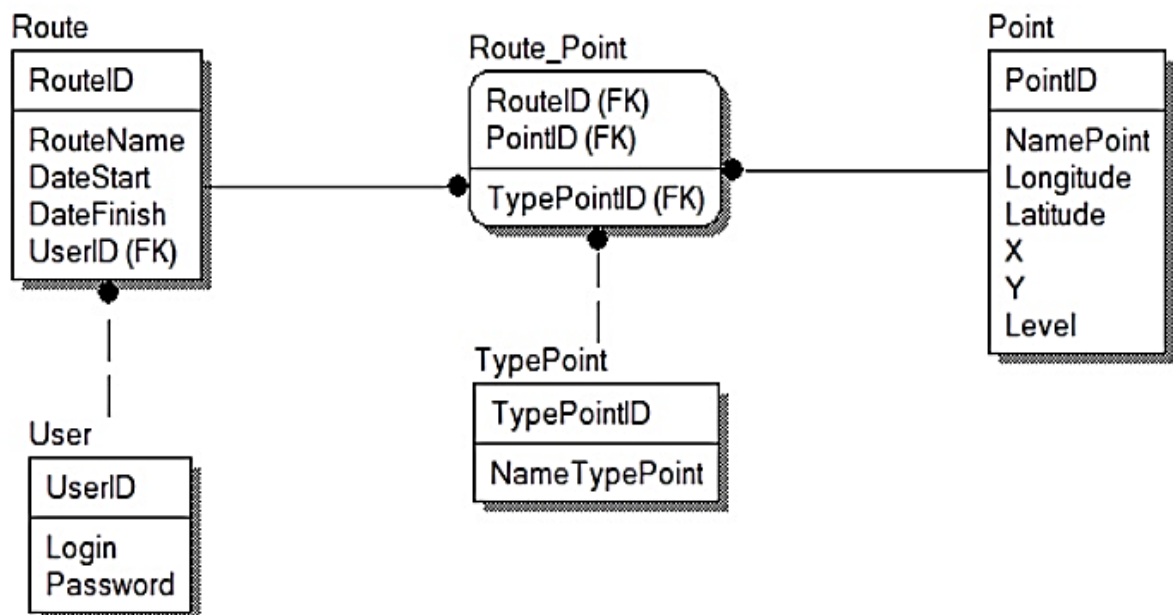 Route
RouteID
RouteName
DateStart
DateFinish
UserID (FK)
Route_Point
RouteID (FK)
PointID (FK)
TypePointID (FK)
Point
PointID
NamePoint
Longitude
Latitude
X
Y
Level
TypePoint
TypePointID
NameTypePoint
User
UserID
Login
Password